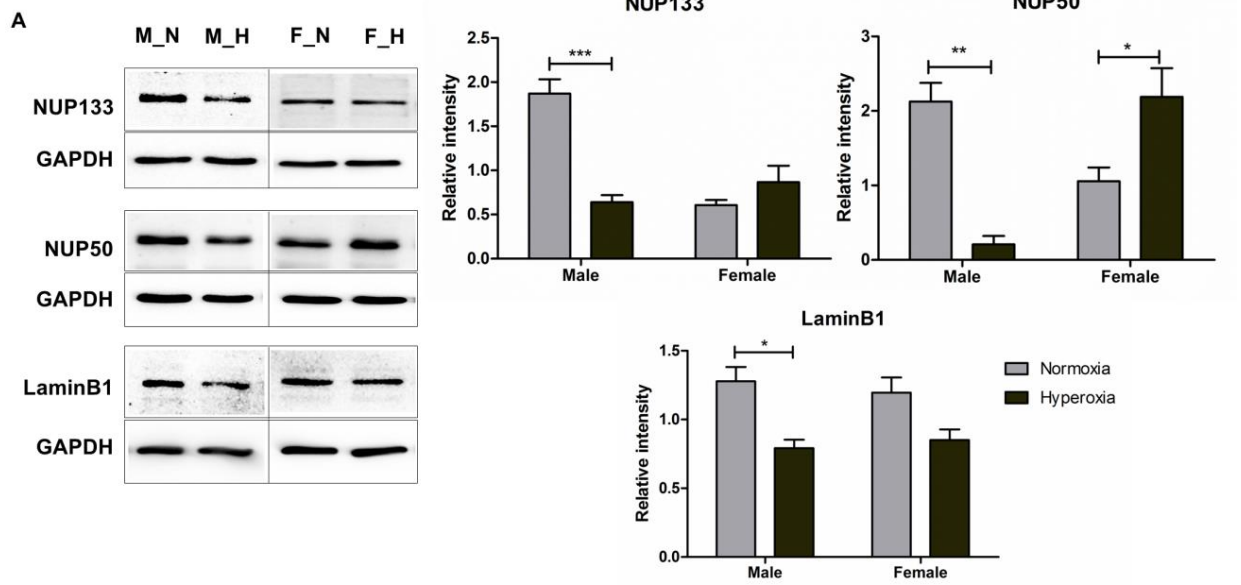 A
M_N M_H F_N F_H
NUP133
GAPDH
NUP50
GAPDH
LaminB1
GAPDH
NUP133
Relative intensity
2.5
2.0
1.5
1.0
0.5
0.0
***
Male Female
NUP50
Relative intensity
3
2
1
0
**
*
Male Female
LaminB1
Relative intensity
1.5
1.0
0.5
0.0
*
Male Female
Normoxia
Hyperoxia